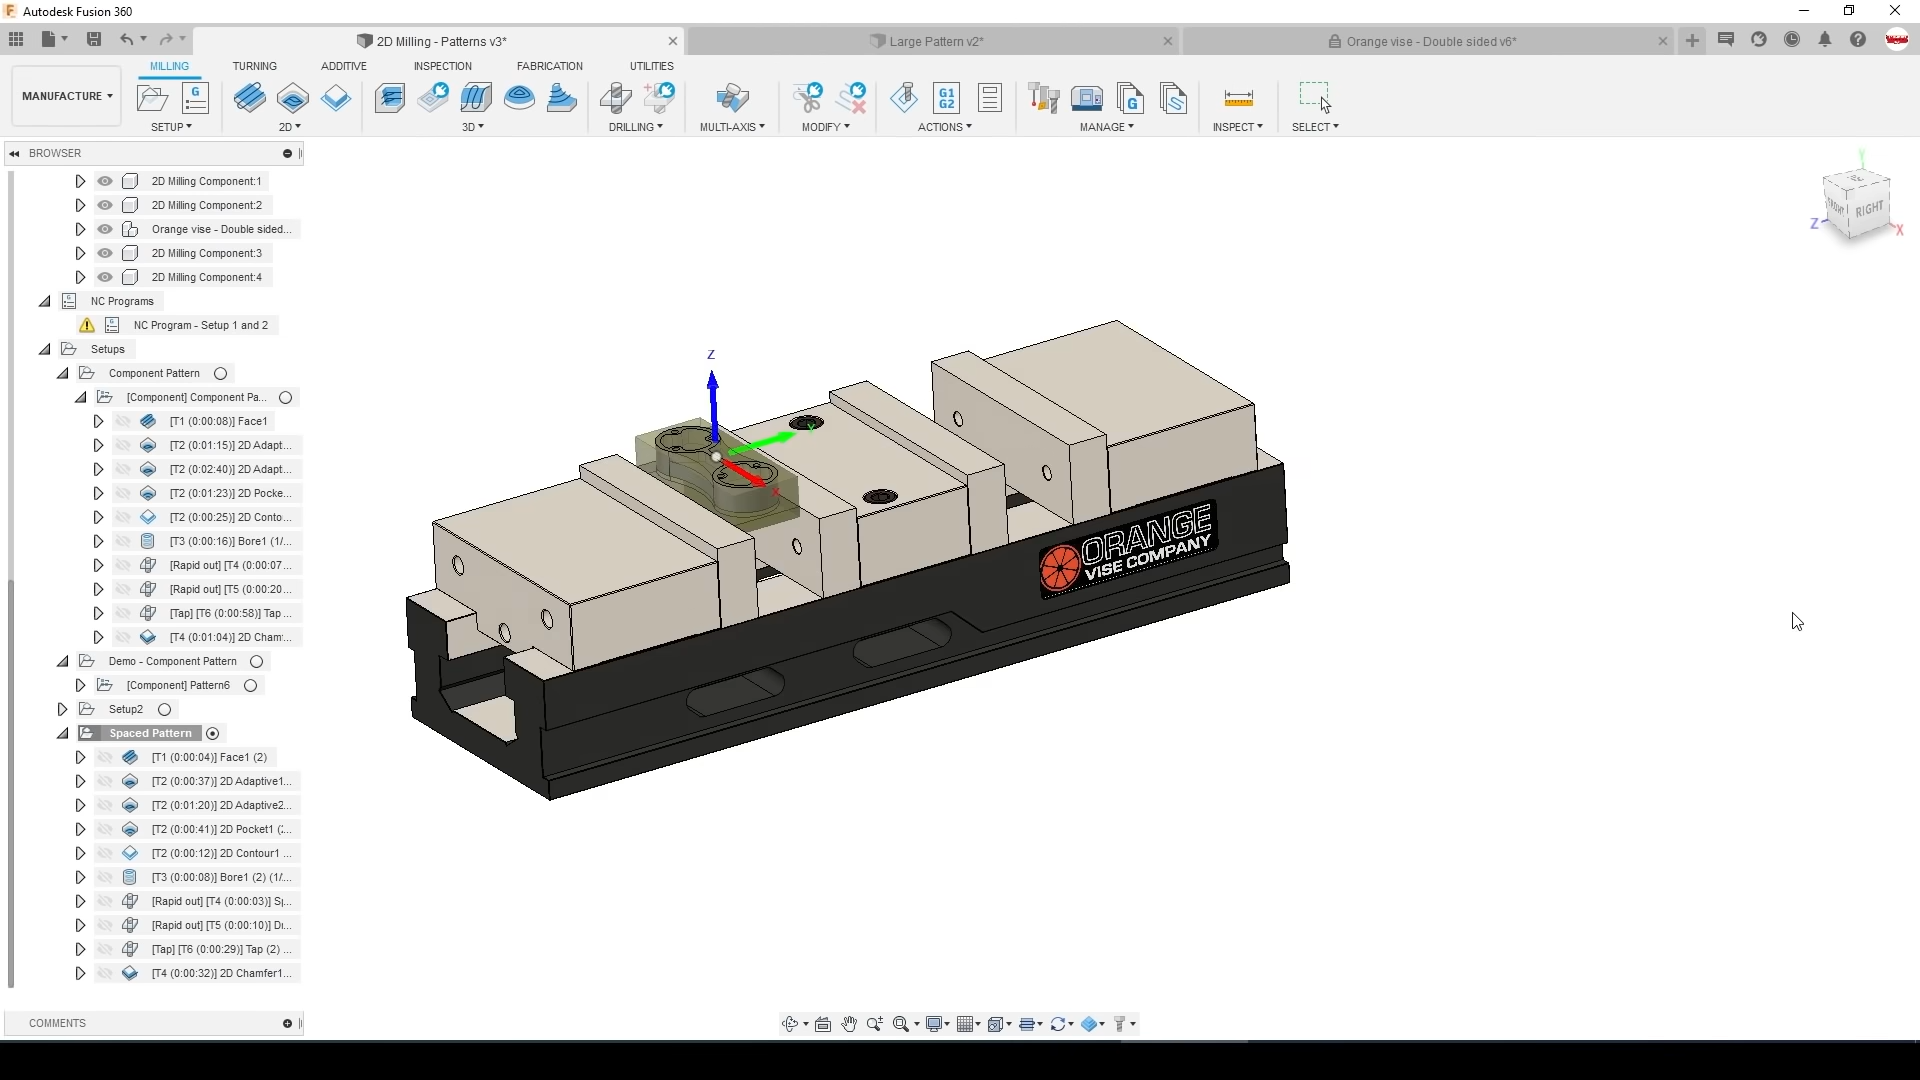 Autodesk Fusion 360
2D Milling - Patterns v3*
Large Pattern v2*
Orange vise - Double sided v6*
MILLING
TURNING
ADDITIVE
INSPECTION
FABRICATION
UTILITIES
MANUFACTURE
G
G1
G2
G
SETUP
2D
3D
DRILLING
MULTI-AXIS
MODIFY
ACTIONS
MANAGE
INSPECT
SELECT
BROWSER
2D Milling Component:1
2D Milling Component:2
Orange vise - Double sided...
2D Milling Component:3
2D Milling Component:4
NC Programs
NC Program - Setup 1 and 2
Setups
Component Pattern
[Component] Component Pa...
[T1 (0:00:08)] Face1
[T2 (0:01:15)] 2D Adapt...
[T2 (0:02:40)] 2D Adapt...
[T2 (0:01:23)] 2D Pocke...
[T2 (0:00:25)] 2D Conto...
[T3 (0:00:16)] Bore1 (1/...
[Rapid out] [T4 (0:00:07...
[Rapid out] [T5 (0:00:20...
[Tap] [T6 (0:00:58)] Tap ...
[T4 (0:01:04)] 2D Cham...
Demo - Component Pattern
[Component] Pattern6
Setup2
Spaced Pattern
[T1 (0:00:04)] Face1 (2)
[T2 (0:00:37)] 2D Adaptive1...
[T2 (0:01:20)] 2D Adaptive2...
[T2 (0:00:41)] 2D Pocket1 (...
[T2 (0:00:12)] 2D Contour1 ...
[T3 (0:00:08)] Bore1 (2) (1/...
[Rapid out] [T4 (0:00:03)] S...
[Rapid out] [T5 (0:00:10)] D...
[Tap] [T6 (0:00:29)] Tap (2) ...
[T4 (0:00:32)] 2D Chamfer1...
COMMENTS
Z
Y
X
ORANGE
VISE COMPANY
Y
FRONT
RIGHT
Z
X